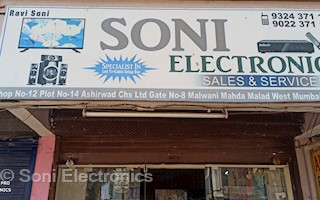 Ravi Soni
SONI
9324 371 1
9022 371
SPECIALIST IN
ELECTRONIC
SALES & SERVICE
hop No-12 Plot No-14 Ashirwad Chs Ltd Gate No-8 Malwani Mahda Malad West Mumba
© Soni Electronics